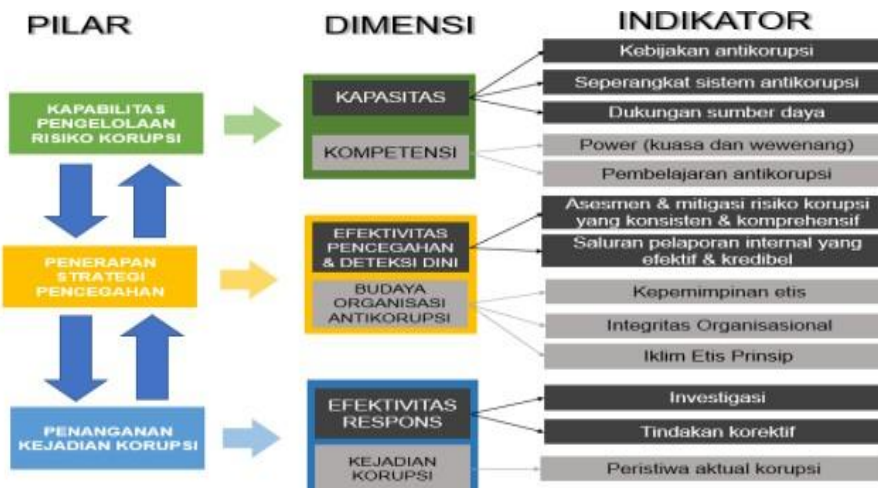 PILAR
DIMENSI
INDIKATOR
KAPABILITAS
PENGELOLAAN
RISIKO KORUPSI
KAPASITAS
KOMPETENSI
Kebijakan antikorupsi
Seperangkat sistem antikorupsi
Dukungan sumber daya
Power (kuasa dan wewenang)
Pembelajaran antikorupsi
PENERAPAN
STRATEGI
PENCEGAHAN
EFEKTIVITAS
PENCEGAHAN
& DETEKSI DINI
BUDAYA
ORGANISASI
ANTIKORUPSI
Asesmen & mitigasi risiko korupsi
yang konsisten & komprehensif
Saluran pelaporan internal yang
efektif & kredibel
Kepemimpinan etis
Integritas Organisasional
Iklim Etis Prinsip
PENANGANAN
KEJADIAN KORUPSI
EFEKTIVITAS
RESPONS
KEJADIAN
KORUPSI
Investigasi
Tindakan korektif
Peristiwa aktual korupsi